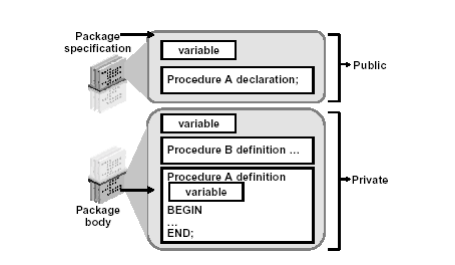 Package
specification
variable
Procedure A declaration;
Public
variable
Procedure B definition …
Procedure A definition
variable
BEGIN
…
END;
Package
body
Private